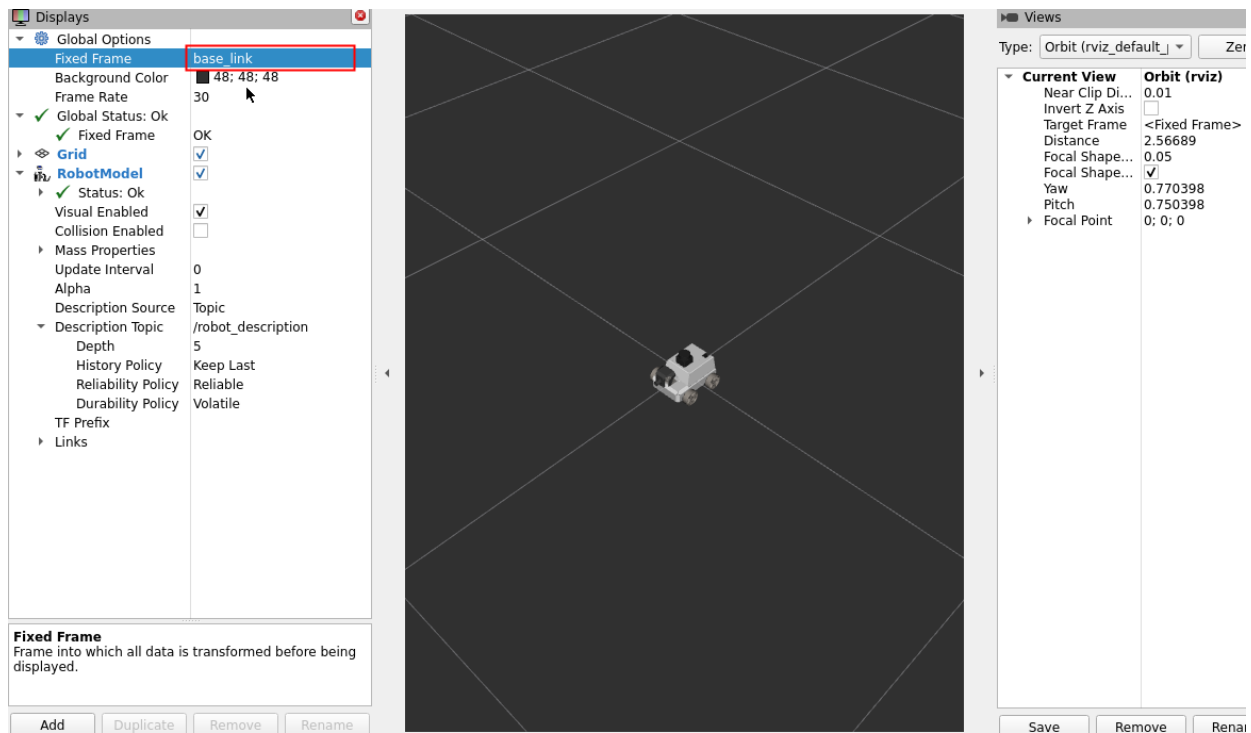 Displays
Global Options
Fixed Frame base_link
Background Color 48; 48; 48
Frame Rate 30
Global Status: Ok
Fixed Frame OK
Grid
RobotModel
Status: Ok
Visual Enabled
Collision Enabled
Mass Properties
Update Interval 0
Alpha 1
Description Source Topic
Description Topic /robot_description
Depth 5
History Policy Keep Last
Reliability Policy Reliable
Durability Policy Volatile
TF Prefix
Links
Fixed Frame
Frame into which all data is transformed before being
displayed.
Add Duplicate Remove Rename
Views
Type: Orbit (rviz_default_ Zer
Current View Orbit (rviz)
Near Clip Di... 0.01
Invert Z Axis
Target Frame <Fixed Frame>
Distance 2.56689
Focal Shape... 0.05
Focal Shape...
Yaw 0.770398
Pitch 0.750398
Focal Point 0; 0; 0
Save Remove Renar